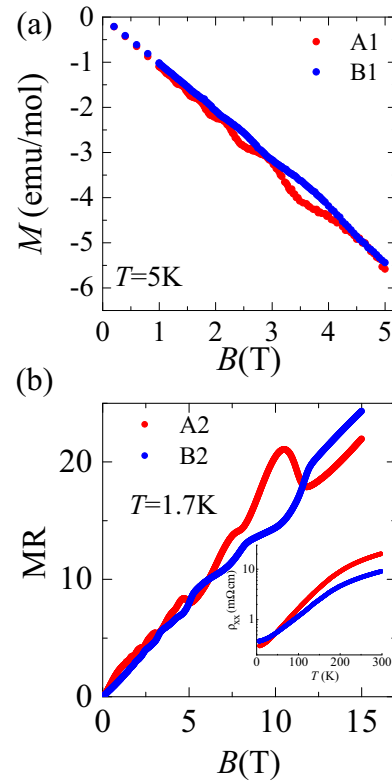 (a)
A1
B1
M (emu/mol)
0
-1
-2
-3
-4
-5
-6
T=5K
0 1 2 3 4 5
B(T)
(b)
A2
B2
T=1.7K
MR
20
10
0
ρxx (mΩcm)
10
1
0 100 200 300
T (K)
0 5 10 15
B(T)